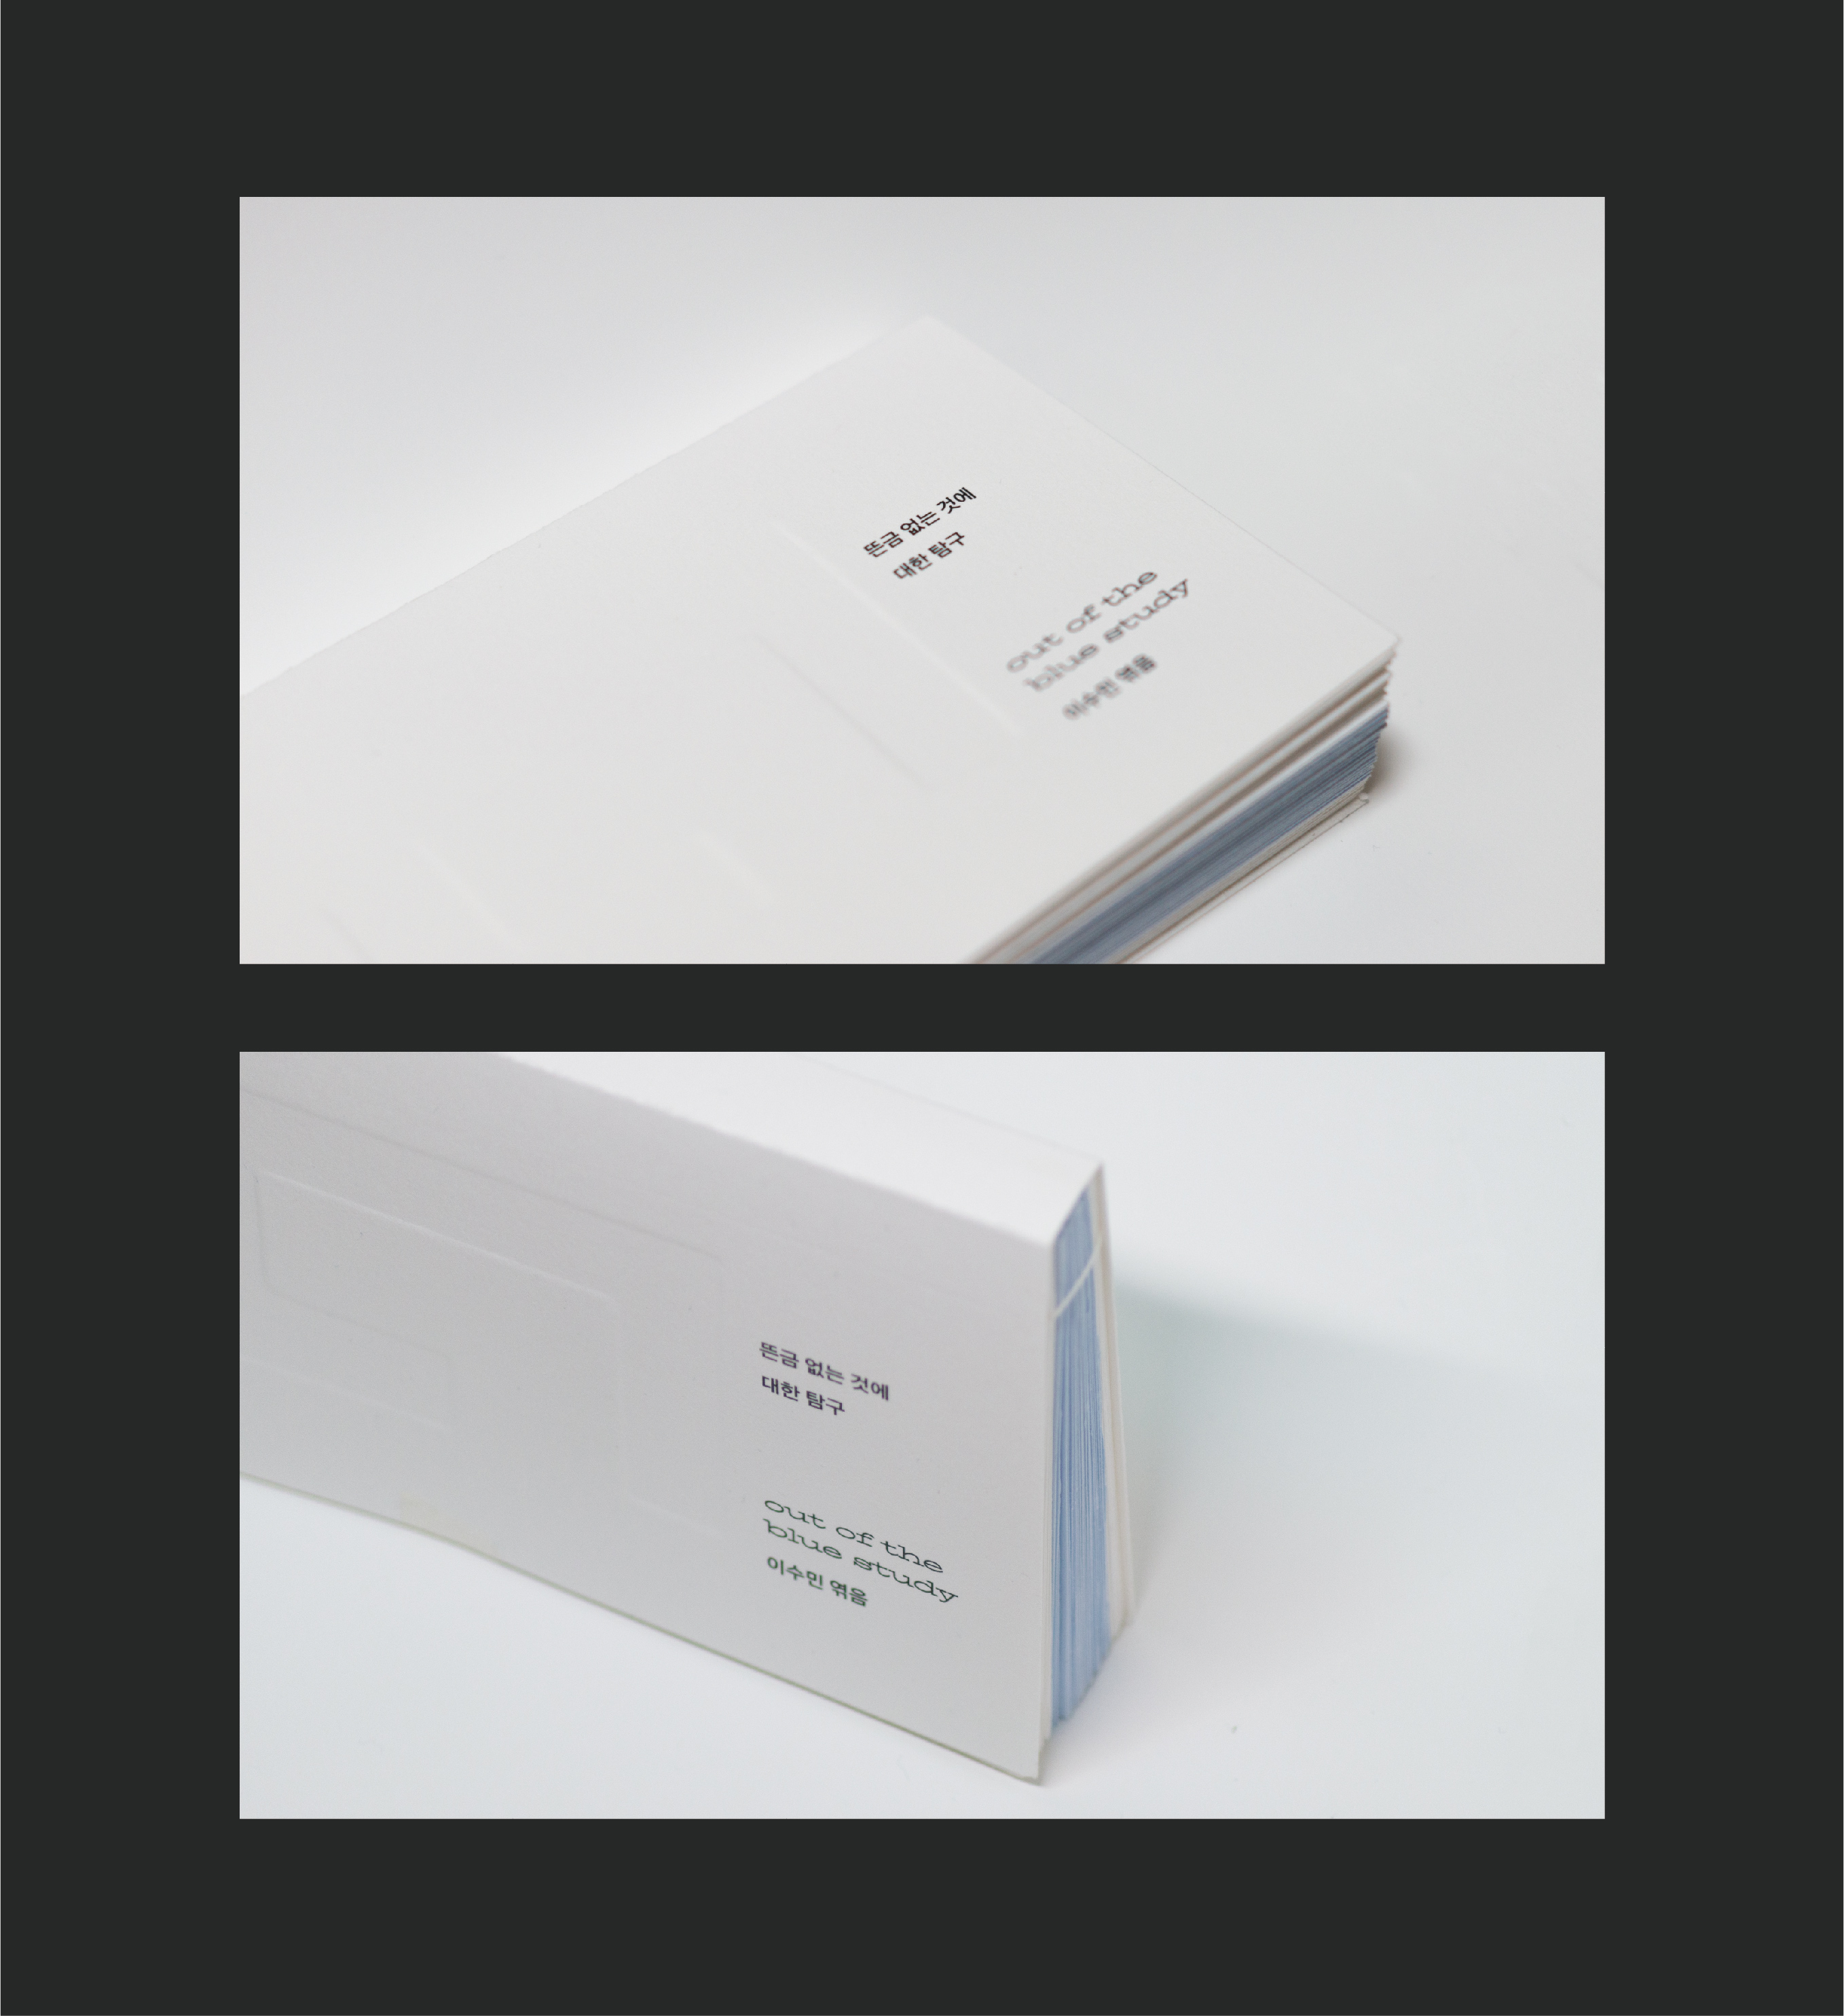 뜬금 없는 것에
대한 탐구
out of the
blue study
이수민 엮음
뜬금 없는 것에
대한 탐구
out of the
blue study
이수민 엮음